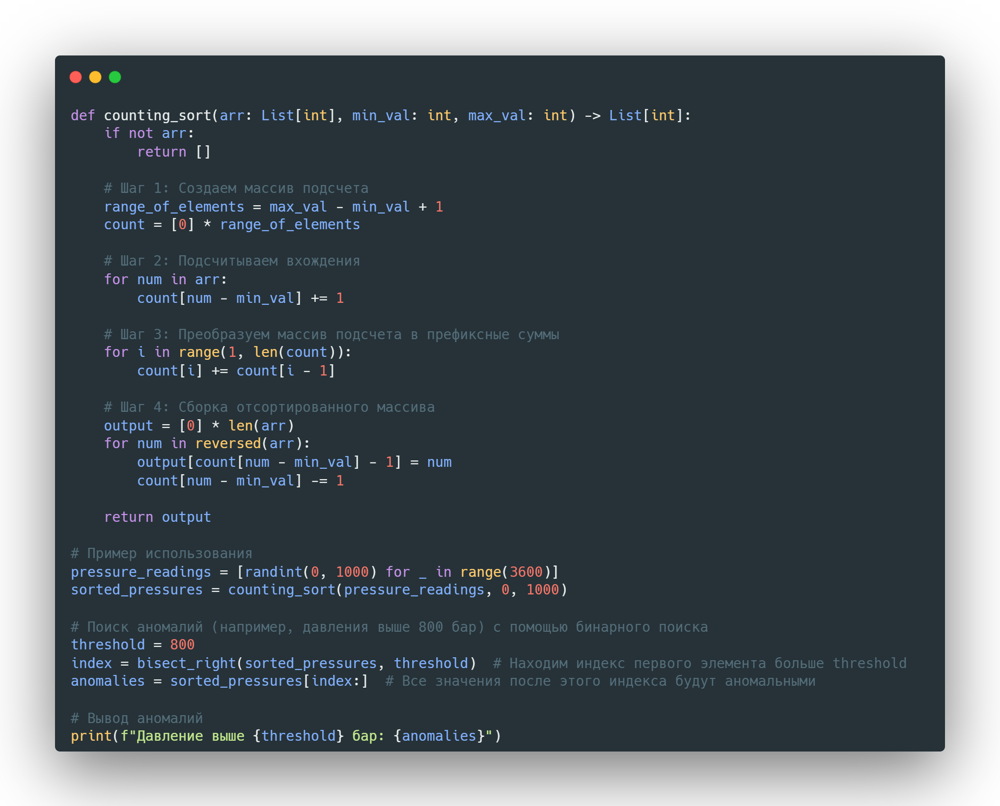 def counting_sort(arr: List[int], min_val: int, max_val: int) -> List[int]:
    if not arr:
        return []

    # Шаг 1: Создаем массив подсчета
    range_of_elements = max_val - min_val + 1
    count = [0] * range_of_elements

    # Шаг 2: Подсчитываем вхождения
    for num in arr:
        count[num - min_val] += 1

    # Шаг 3: Преобразуем массив подсчета в префиксные суммы
    for i in range(1, len(count)):
        count[i] += count[i - 1]

    # Шаг 4: Сборка отсортированного массива
    output = [0] * len(arr)
    for num in reversed(arr):
        output[count[num - min_val] - 1] = num
        count[num - min_val] -= 1

    return output

# Пример использования
pressure_readings = [randint(0, 1000) for _ in range(3600)]
sorted_pressures = counting_sort(pressure_readings, 0, 1000)

# Поиск аномалий (например, давления выше 800 бар) с помощью бинарного поиска
threshold = 800
index = bisect_right(sorted_pressures, threshold)  # Находим индекс первого элемента больше threshold
anomalies = sorted_pressures[index:]  # Все значения после этого индекса будут аномальными

# Вывод аномалий
print(f"Давление выше {threshold} бар: {anomalies}")